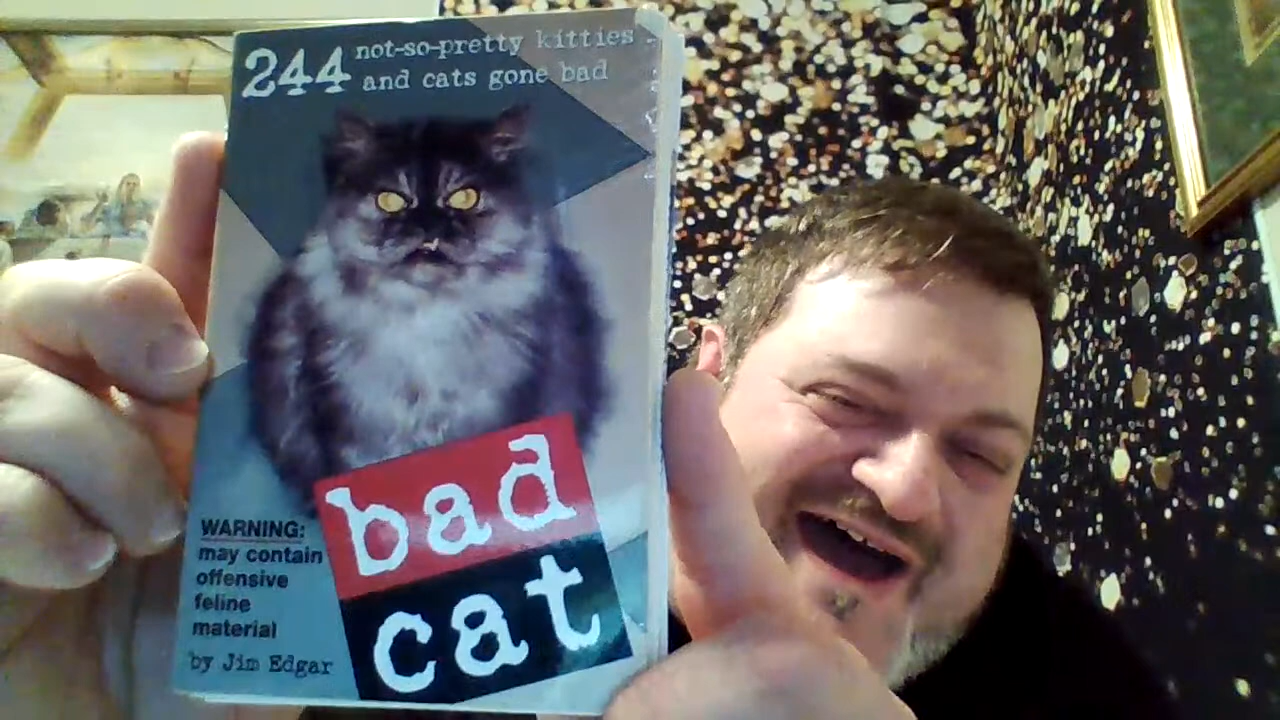 244 not-so-pretty kitties
and cats gone bad
bad
cat
WARNING:
may contain
offensive
feline
material
by Jim Edgar